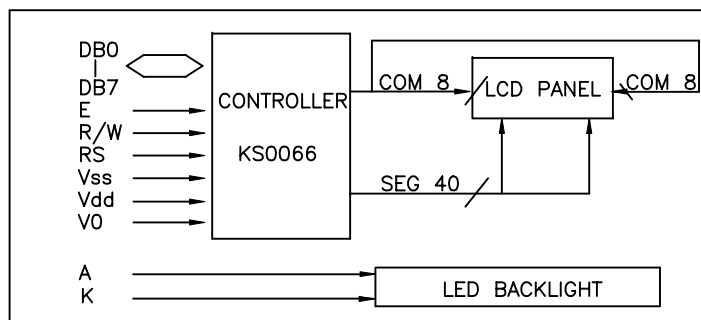 DB0
DB7
E
R/W
RS
Vss
Vdd
V0
CONTROLLER
KS0066
COM 8
LCD PANEL
COM 8
SEG 40
A
K
LED BACKLIGHT